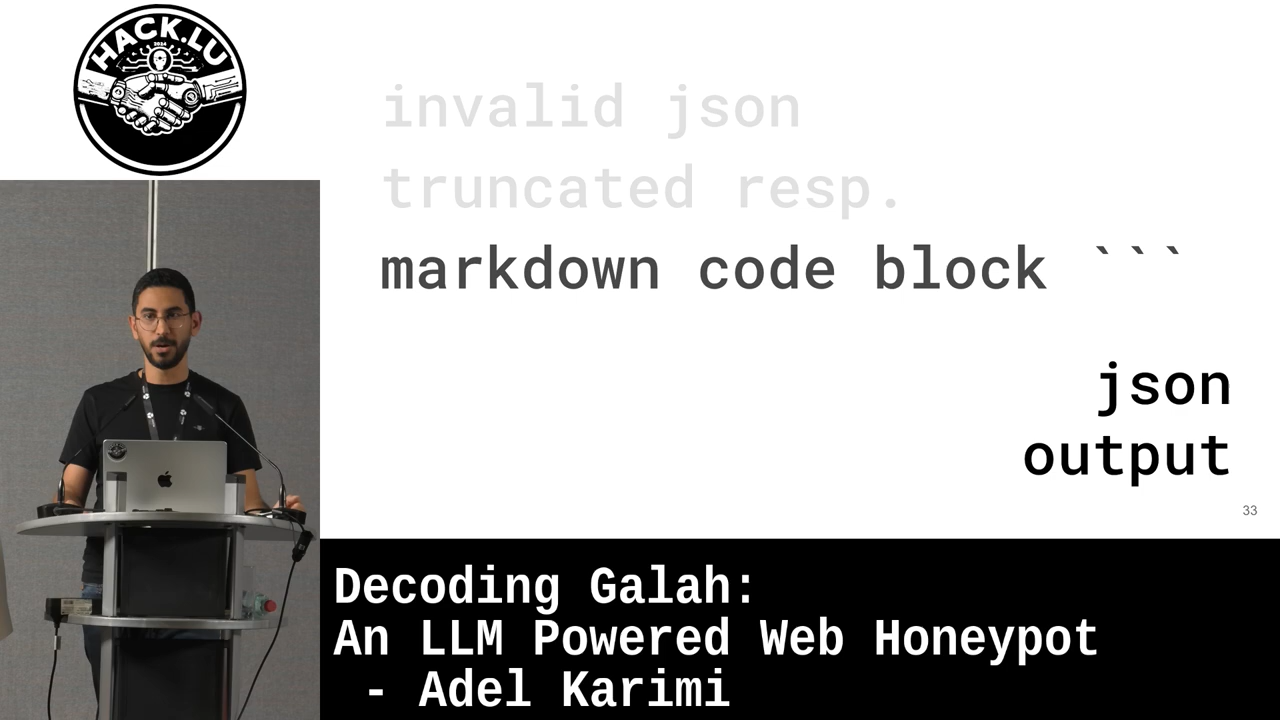 HACK.LU
2024
invalid json
truncated resp.
markdown code block ```
json
output
33
Decoding Galah:
An LLM Powered Web Honeypot
- Adel Karimi